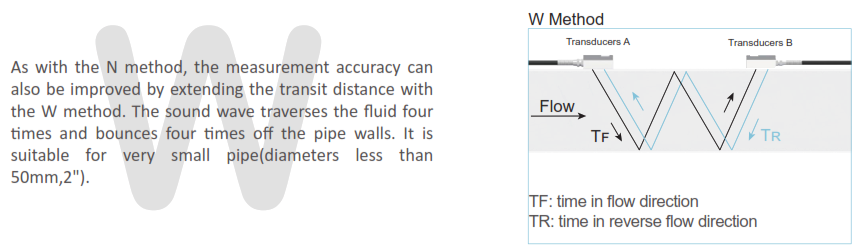 As with the N method, the measurement accuracy can
also be improved by extending the transit distance with
the W method. The sound wave traverses the fluid four
times and bounces four times off the pipe walls. It is
suitable for very small pipe(diameters less than
50mm,2").
W
W Method
Transducers A
Transducers B
Flow
TF
TR
TF: time in flow direction
TR: time in reverse flow direction